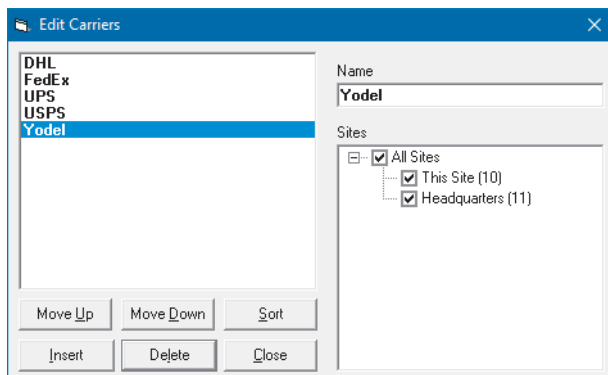 Edit Carriers
DHL
FedEx
UPS
USPS
Yodel
Move Up
Move Down
Sort
Insert
Delete
Close
Name
Yodel
Sites
All Sites
This Site (10)
Headquarters (11)